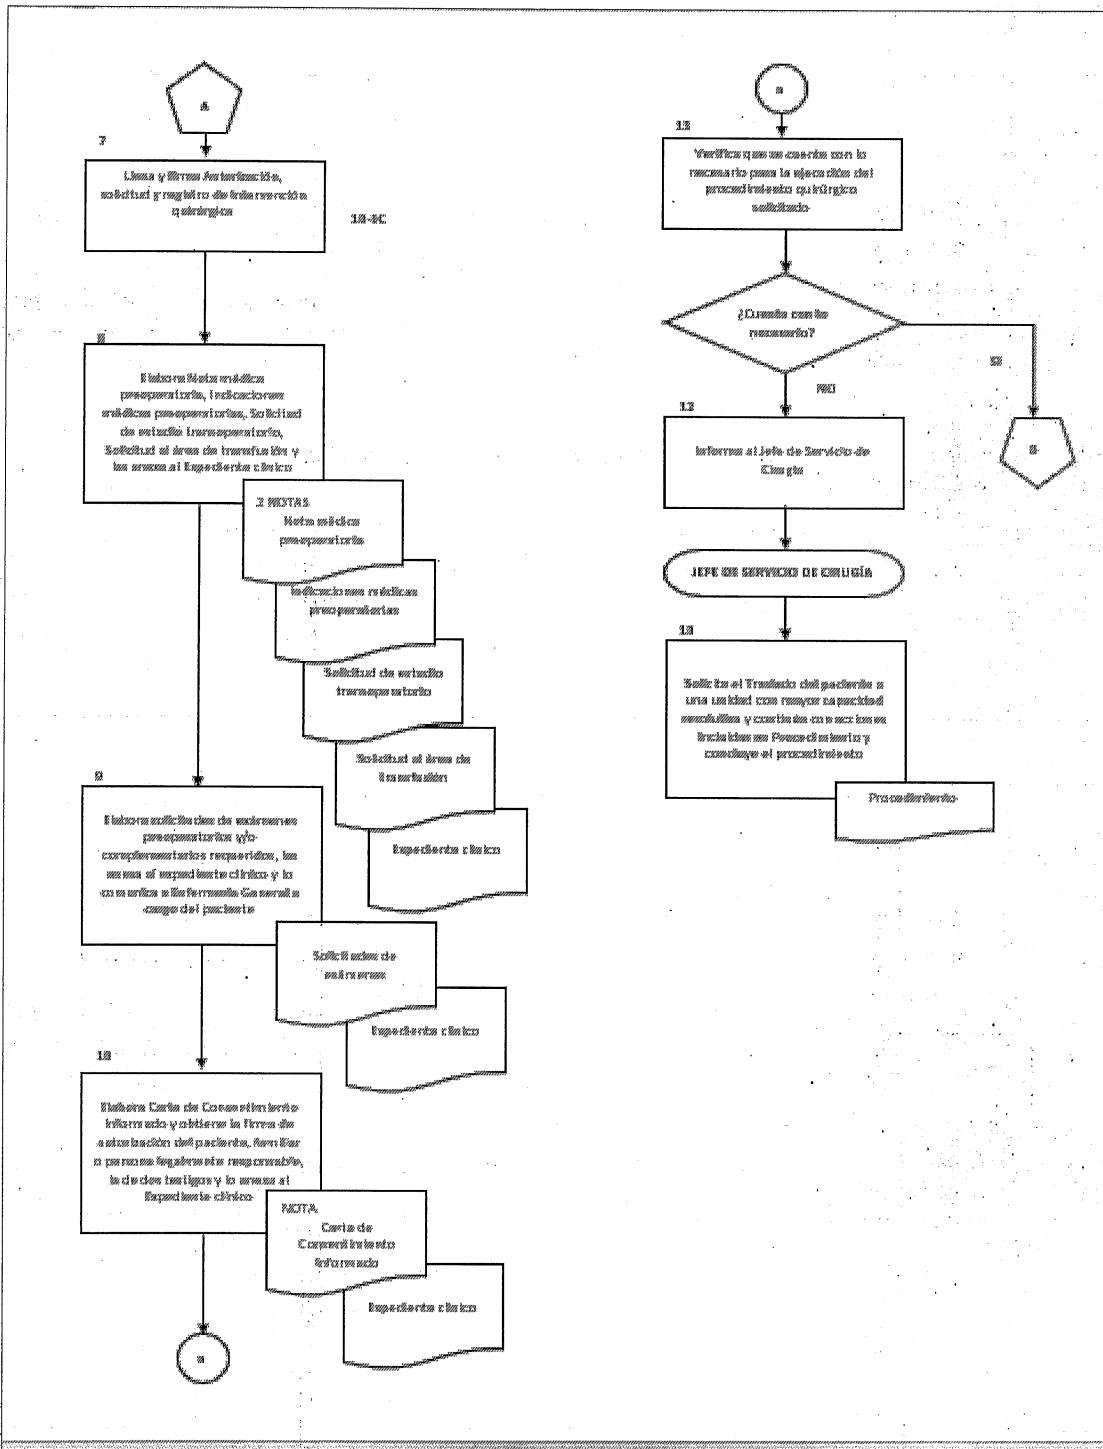 A
7
Llena y firma Autorización,
solicitud y registro de intervención
quirúrgica
8
Elabora Nota médica
preoperatoria, Indicaciones
médicas preoperatorias, Solicitud
de estudio transoperatorio,
Solicitud al área de transfusión y
los anexa al Expediente clínico
2 NOTAS
Nota médica
preoperatoria
Indicaciones médicas
preoperatorias
Solicitud de estudio
transoperatorio
Solicitud al área de
transfusión
Expediente clínico
9
Elabora solicitudes de exámenes
preoperatorios y/o
complementarios requeridos, los
anexa al expediente clínico y lo
comunica a Enfermería General a
cargo del paciente
Solicitudes de
exámenes
Expediente clínico
10
Elabora Carta de Consentimiento
Informado y obtiene la firma de
autorización del paciente, familiar
o persona legalmente responsable,
la de dos testigos y lo anexa al
Expediente clínico
NOTA
Carta de
Consentimiento
Informado
Expediente clínico
a
a
11
Verifica que se cuente con lo
necesario para la ejecución del
procedimiento quirúrgico
solicitado
¿Cuenta con lo
necesario?
SI
NO
B
12
Informa al Jefe de Servicio de
Cirugía
JEFE DE SERVICIO DE CIRUGÍA
13
Solicita el Traslado del paciente a
una unidad con mayor capacidad
resolutiva y continúa con acciones
incluidas en Procedimiento y
concluye el procedimiento
Procedimiento